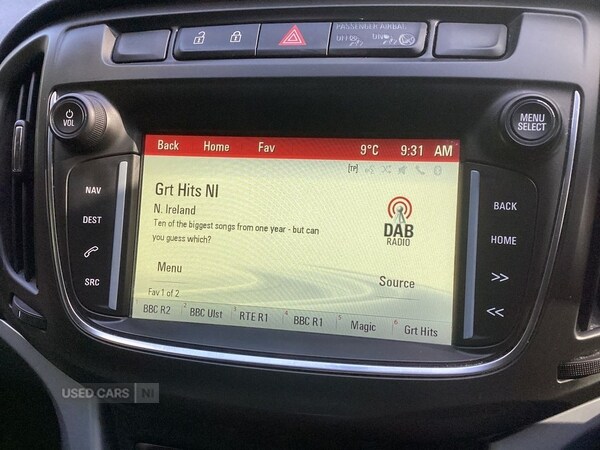 PASSENGER AIRBAG
OFF ON
VOL
MENU
SELECT
NAV
DEST
SRC
BACK
HOME
>>
<<
Back Home Fav 9°C 9:31 AM
[TP]
Grt Hits NI
N. Ireland
Ten of the biggest songs from one year - but can
you guess which?
DAB
RADIO
Menu
Source
Fav 1 of 2
BBC R2 2 BBC Ulst 3 RTE R1 4 BBC R1 5 Magic 6 Grt Hits
USED CARS NI